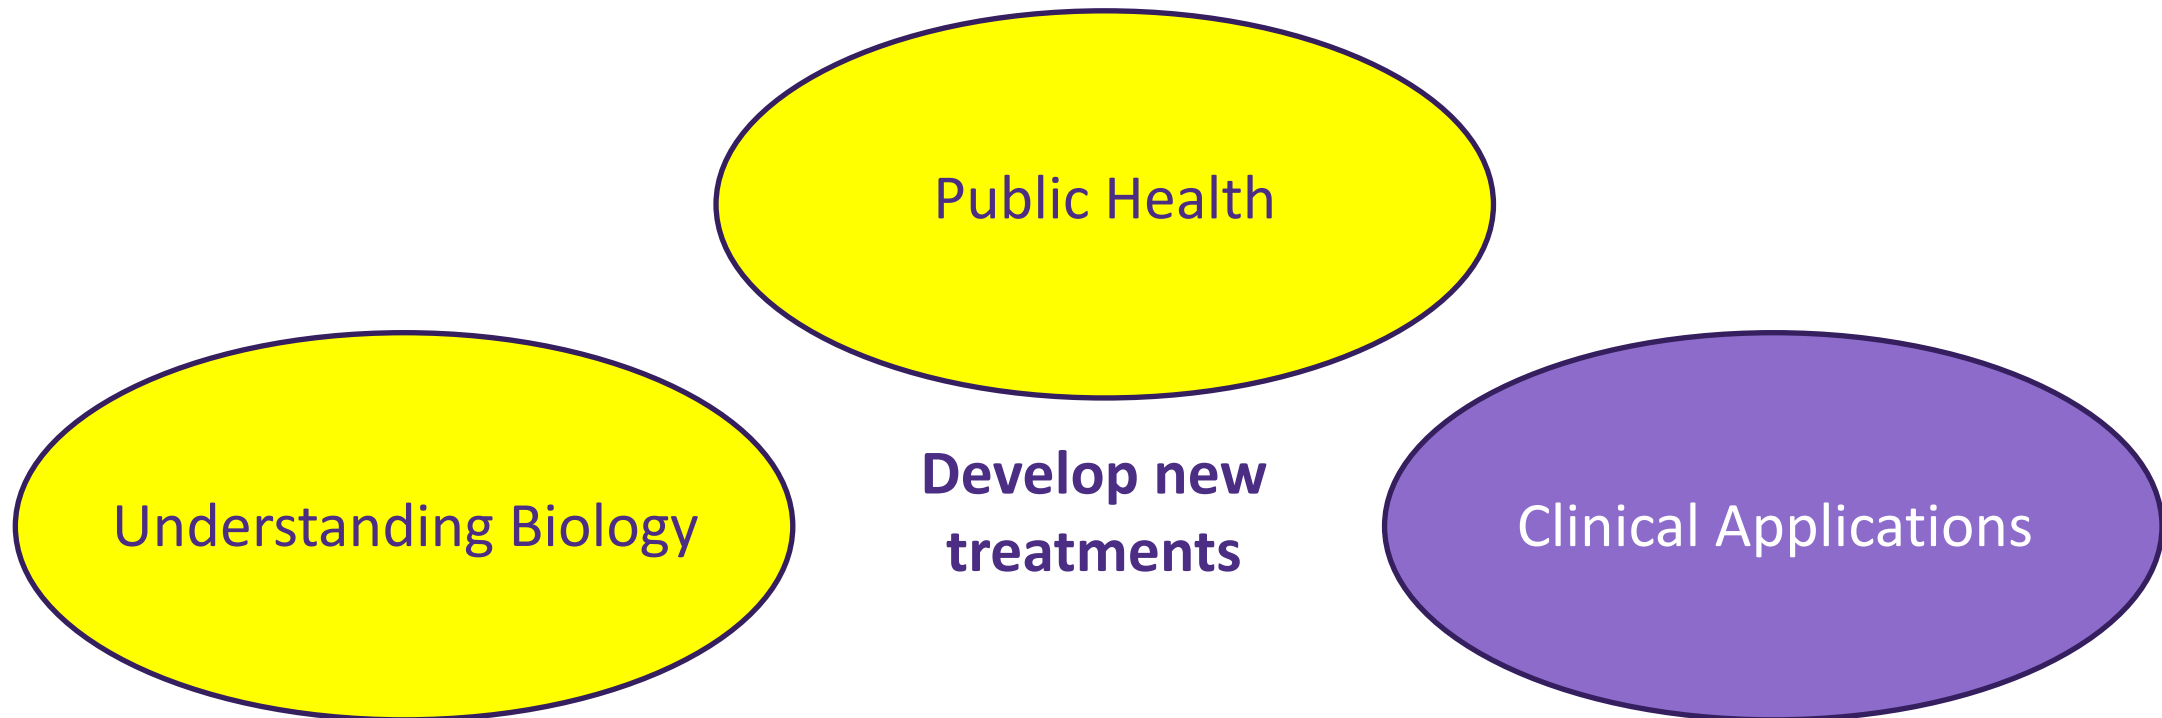 Public Health
Understanding Biology
Develop new
treatments
Clinical Applications